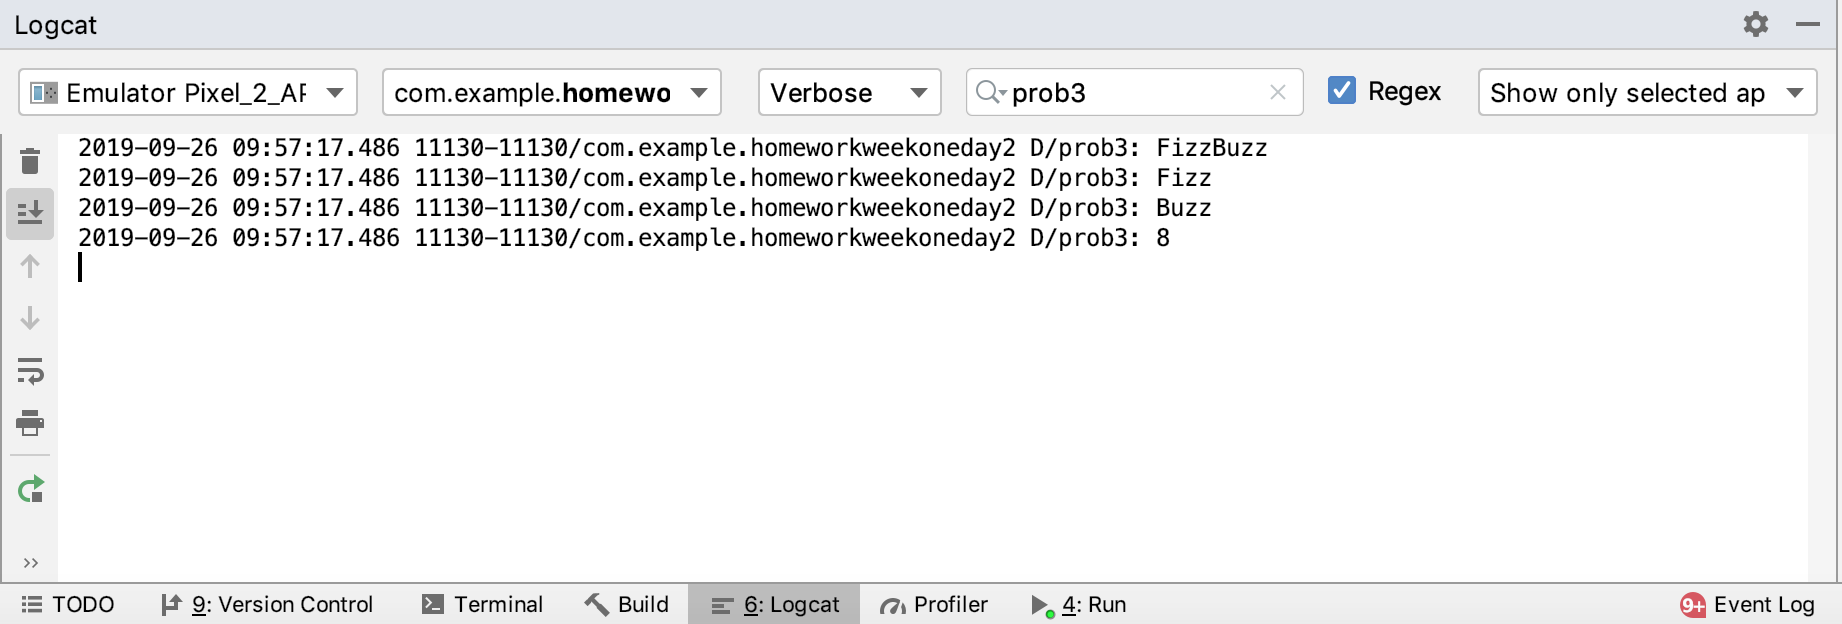 Logcat
Emulator Pixel_2_AF com.example.homewo Verbose prob3 Regex Show only selected ap
2019-09-26 09:57:17.486 11130-11130/com.example.homeworkweekoneday2 D/prob3: FizzBuzz
2019-09-26 09:57:17.486 11130-11130/com.example.homeworkweekoneday2 D/prob3: Fizz
2019-09-26 09:57:17.486 11130-11130/com.example.homeworkweekoneday2 D/prob3: Buzz
2019-09-26 09:57:17.486 11130-11130/com.example.homeworkweekoneday2 D/prob3: 8
TODO 9: Version Control Terminal Build 6: Logcat Profiler 4: Run 9+ Event Log